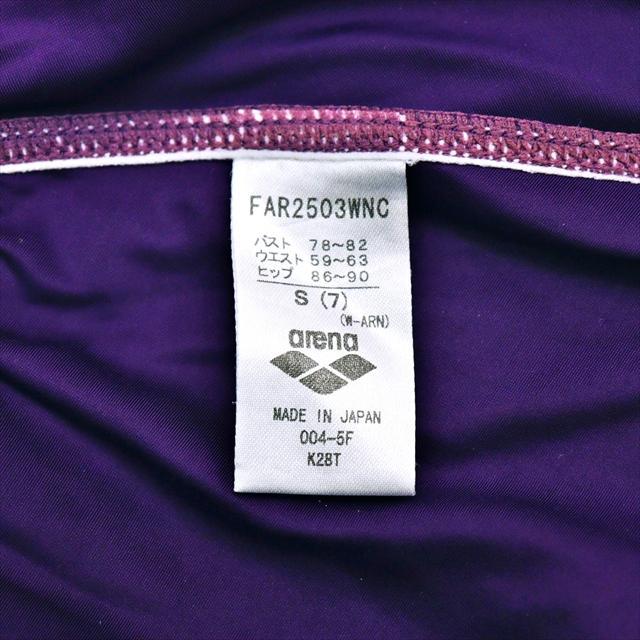 FAR2503WNC
バスト 78~82
ウエスト 59~63
ヒップ 86~90
S (7)
(W-ARN)
arena
MADE IN JAPAN
004-5F
K28T